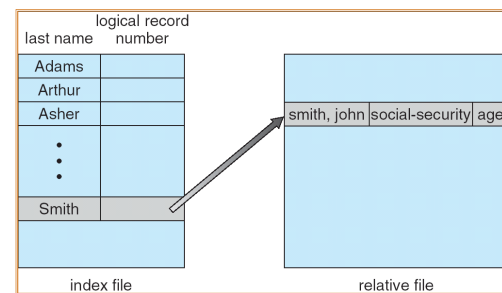 logical record
last name number
Adams
Arthur
Asher
Smith
smith, john social-security age
index file relative file